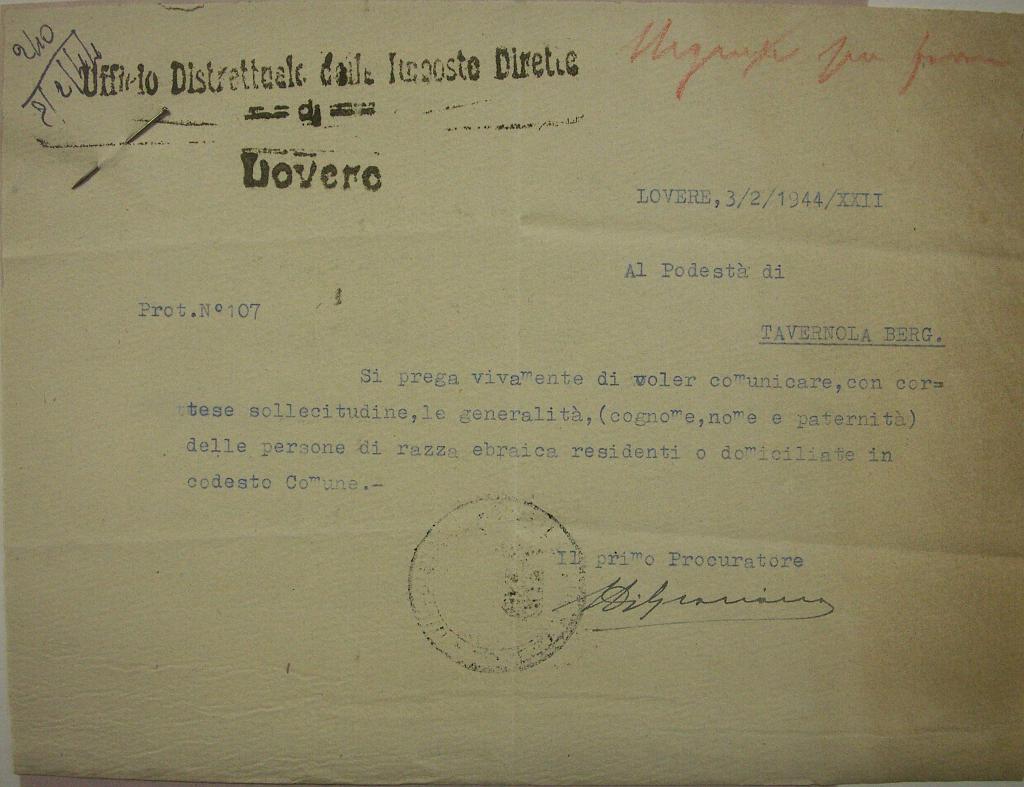 210
Ufficio Distrettuale delle Imposte Dirette
== di ==
Lovere
Urgente
LOVERE,3/2/1944/XXII
Al Podestà di
Prot.N°107
TAVERNOLA BERG.
Si prega vivamente di voler comunicare,con cor=
tese sollecitudine,le generalità,(cognome,nome e paternità)
delle persone di razza ebraica residenti o domiciliate in
codesto Comune.-
Il primo Procuratore